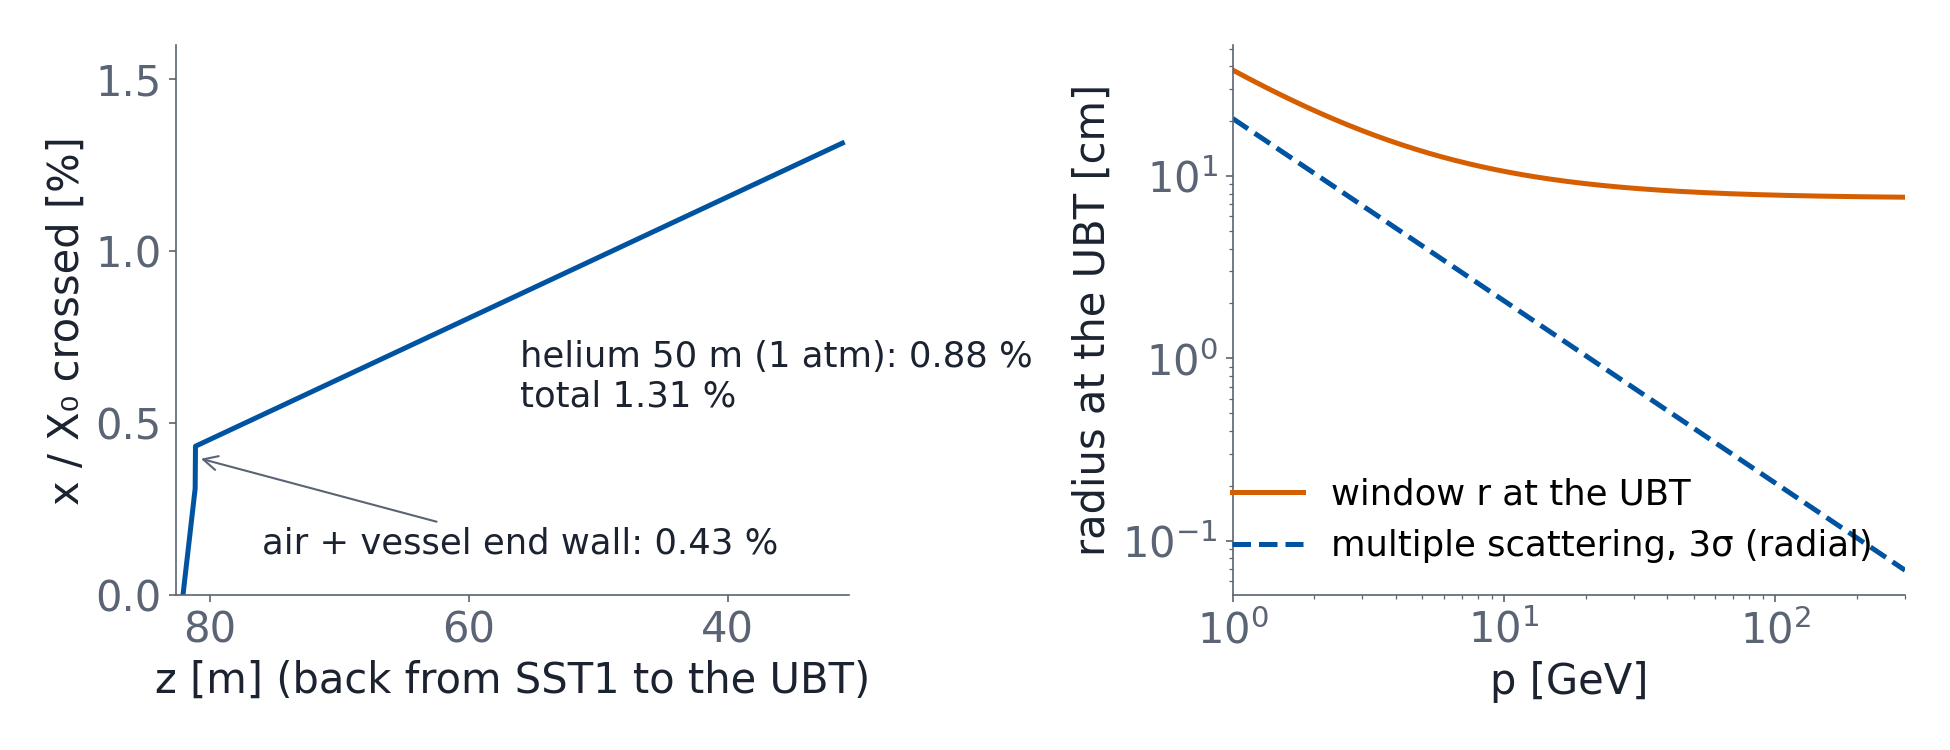 1.5
1.0
0.5
0.0
x / X₀ crossed [%]
helium 50 m (1 atm): 0.88 %
total 1.31 %
air + vessel end wall: 0.43 %
80
60
40
z [m] (back from SST1 to the UBT)
radius at the UBT [cm]
10¹
10⁰
10⁻¹
window r at the UBT
multiple scattering, 3σ (radial)
10⁰
10¹
10²
p [GeV]